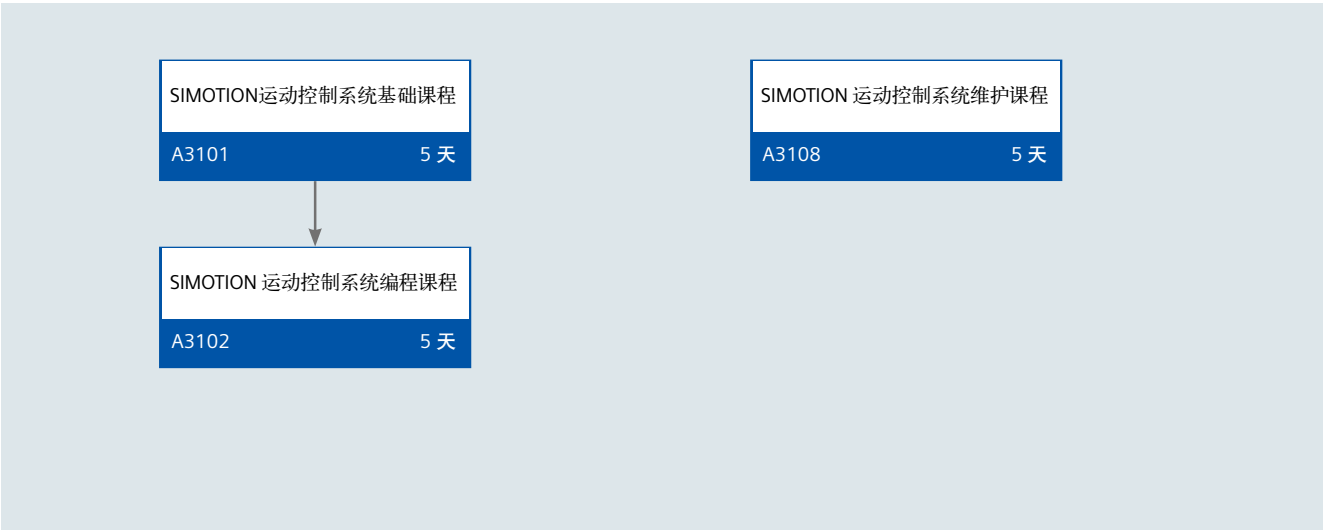 SIMOTION运动控制系统基础课程
A3101 5 天
SIMOTION 运动控制系统维护课程
A3108 5 天
SIMOTION 运动控制系统编程课程
A3102 5 天